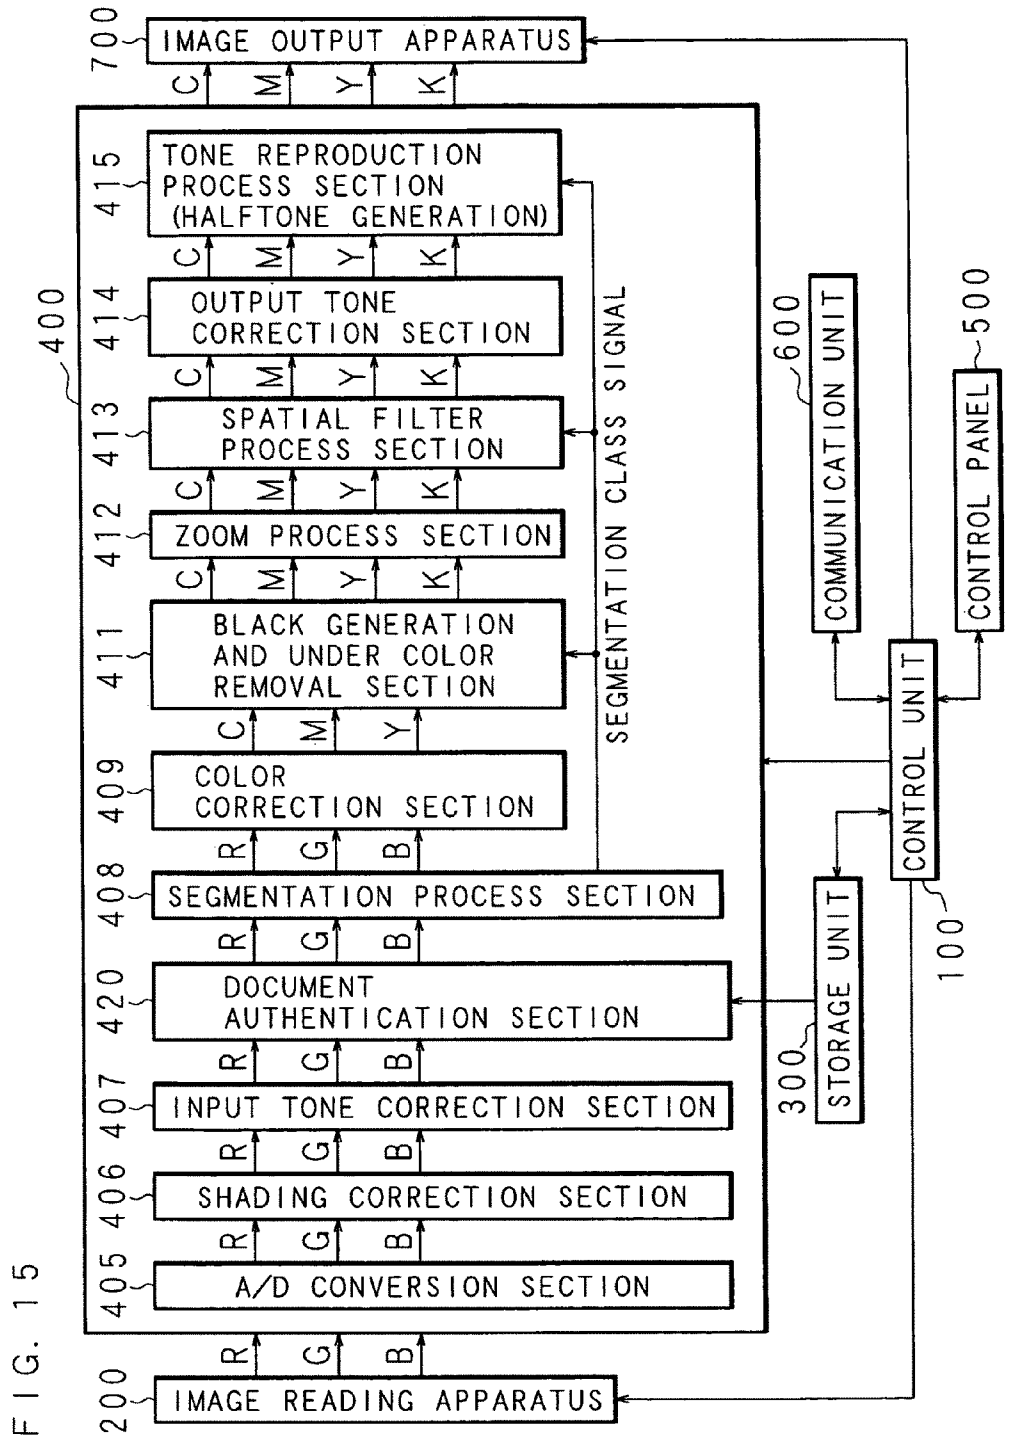 FIG. 15
700
IMAGE OUTPUT APPARATUS
C
M
Y
K
400
415
TONE REPRODUCTION
PROCESS SECTION
(HALFTONE GENERATION)
C
M
Y
K
414
OUTPUT TONE
CORRECTION SECTION
C
M
Y
K
413
SPATIAL FILTER
PROCESS SECTION
C
M
Y
K
412
ZOOM PROCESS SECTION
C
M
Y
K
411
BLACK GENERATION
AND UNDER COLOR
REMOVAL SECTION
C
M
Y
409
COLOR
CORRECTION SECTION
R
G
B
408
SEGMENTATION PROCESS SECTION
SEGMENTATION CLASS SIGNAL
R
G
B
420
DOCUMENT
AUTHENTICATION SECTION
R
G
B
407
INPUT TONE CORRECTION SECTION
R
G
B
406
SHADING CORRECTION SECTION
R
G
B
405
A/D CONVERSION SECTION
R
G
B
200
IMAGE READING APPARATUS
600
COMMUNICATION UNIT
500
CONTROL PANEL
CONTROL UNIT
100
300
STORAGE UNIT